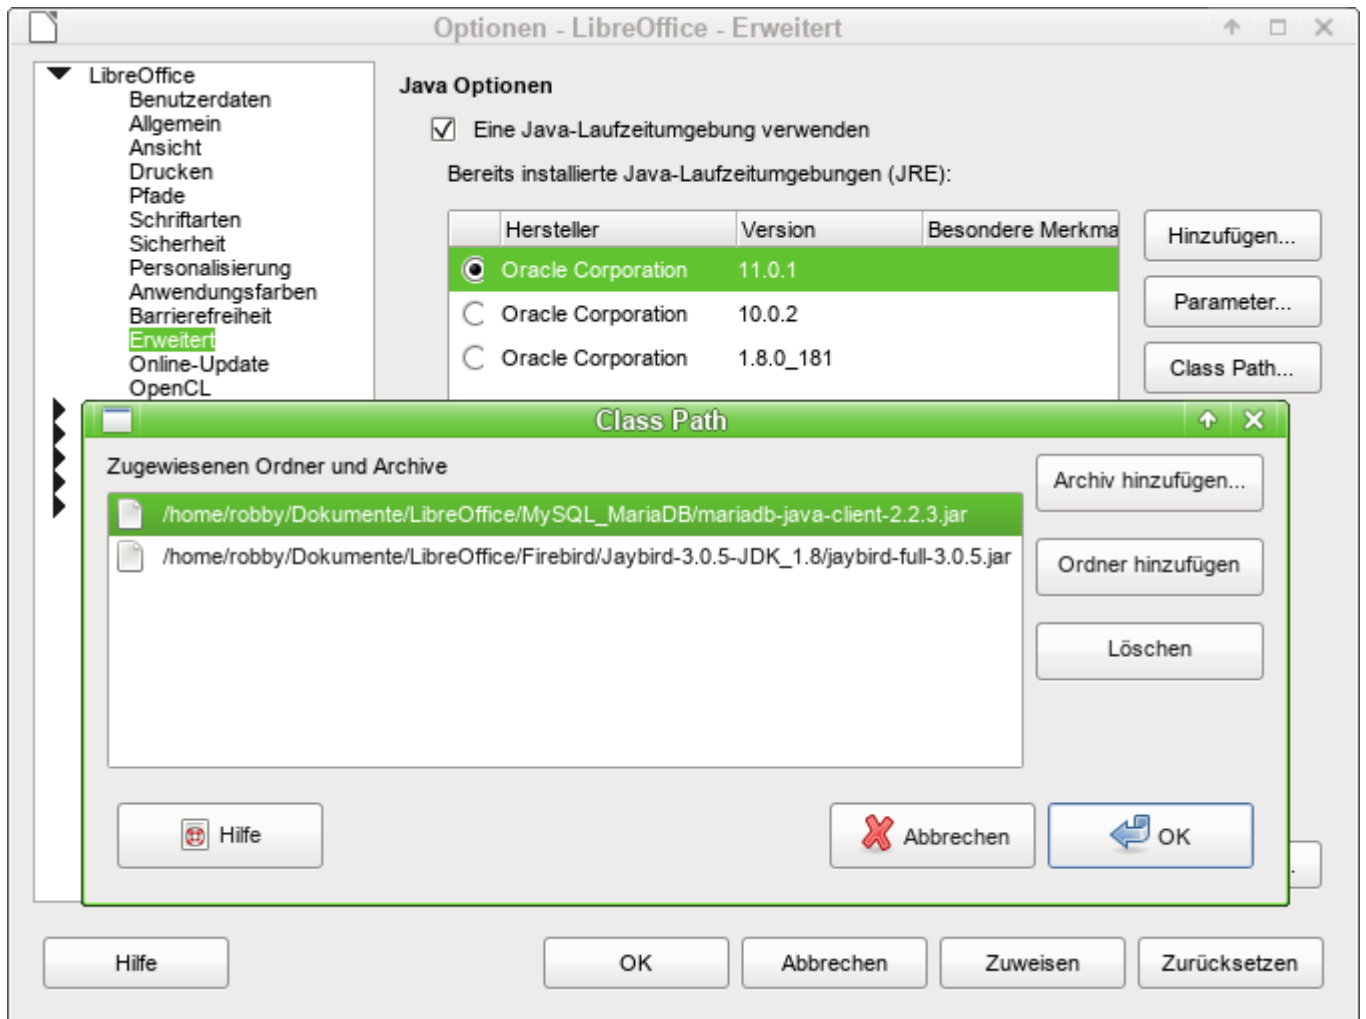 Optionen - LibreOffice - Erweitert
LibreOffice
Benutzerdaten
Allgemein
Ansicht
Drucken
Pfade
Schriftarten
Sicherheit
Personalisierung
Anwendungsfarben
Barrierefreiheit
Erweitert
Online-Update
OpenCL
Java Optionen
Eine Java-Laufzeitumgebung verwenden
Bereits installierte Java-Laufzeitumgebungen (JRE):
Hersteller Version Besondere Merkma
Oracle Corporation 11.0.1
Oracle Corporation 10.0.2
Oracle Corporation 1.8.0_181
Hinzufügen...
Parameter...
Class Path...
Class Path
Zugewiesenen Ordner und Archive
/home/robby/Dokumente/LibreOffice/MySQL_MariaDB/mariadb-java-client-2.2.3.jar
/home/robby/Dokumente/LibreOffice/Firebird/Jaybird-3.0.5-JDK_1.8/jaybird-full-3.0.5.jar
Archiv hinzufügen...
Ordner hinzufügen
Löschen
Hilfe Abbrechen OK
Hilfe OK Abbrechen Zuweisen Zurücksetzen